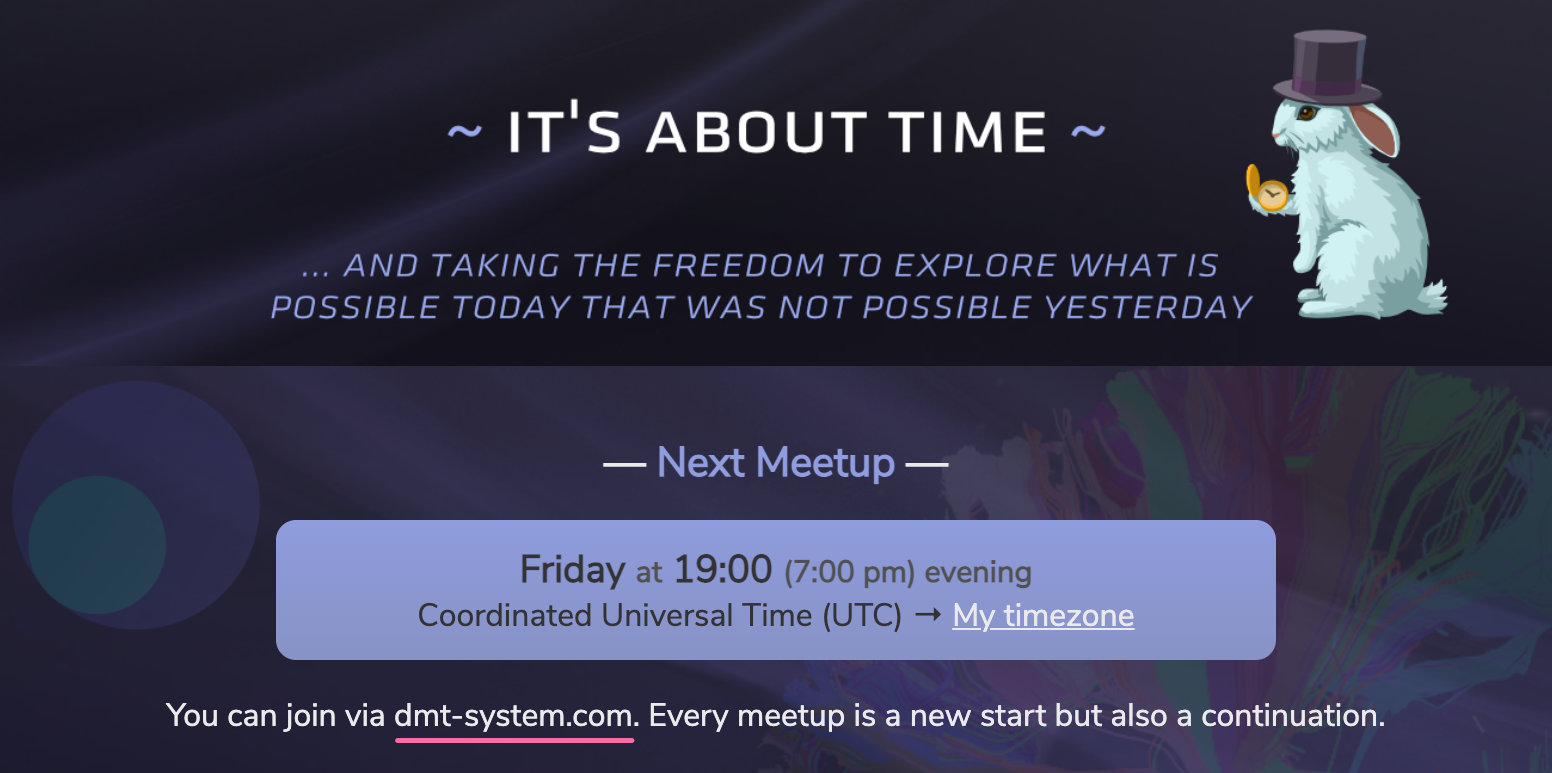 ~ IT'S ABOUT TIME ~
... AND TAKING THE FREEDOM TO EXPLORE WHAT IS
POSSIBLE TODAY THAT WAS NOT POSSIBLE YESTERDAY
— Next Meetup —
Friday at 19:00 (7:00 pm) evening
Coordinated Universal Time (UTC) → My timezone
You can join via dmt-system.com. Every meetup is a new start but also a continuation.